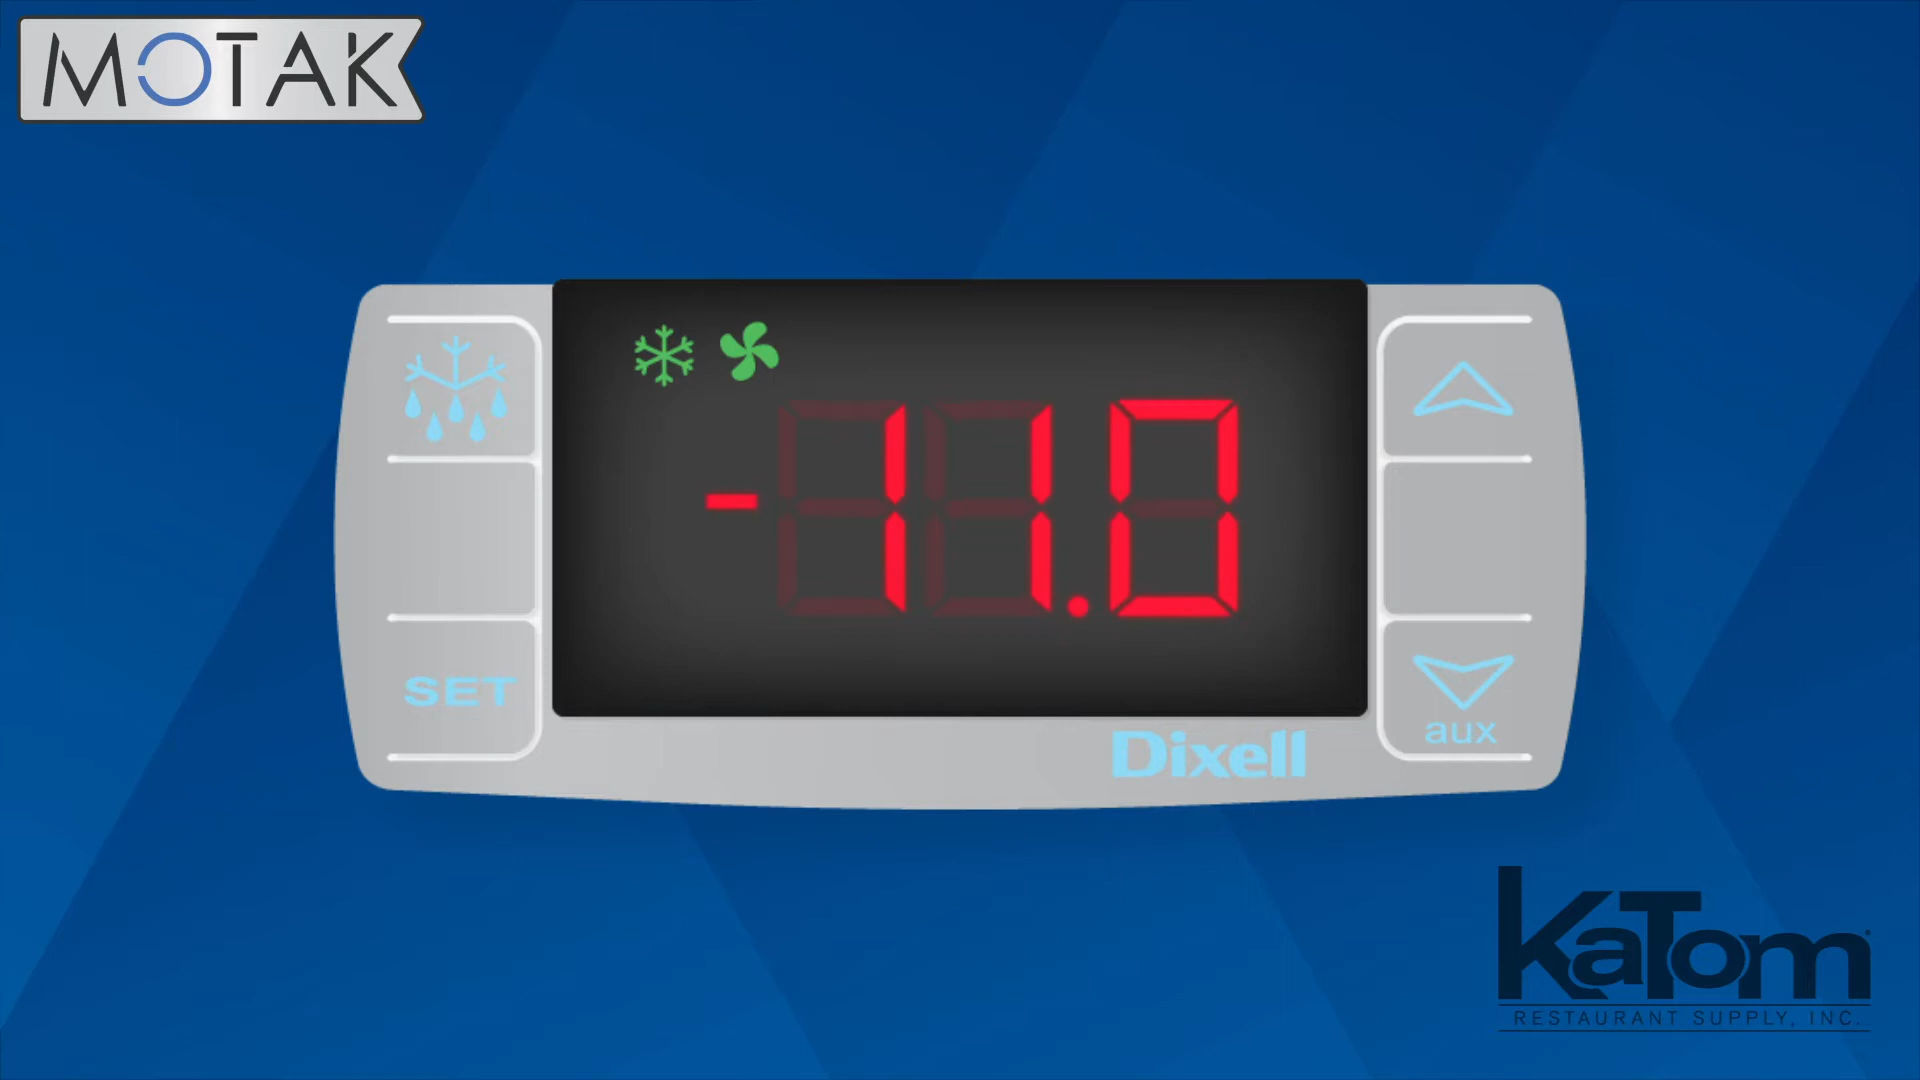 MOTAK
-11.0
SET
aux
Dixell
KaTom
RESTAURANT SUPPLY, INC.